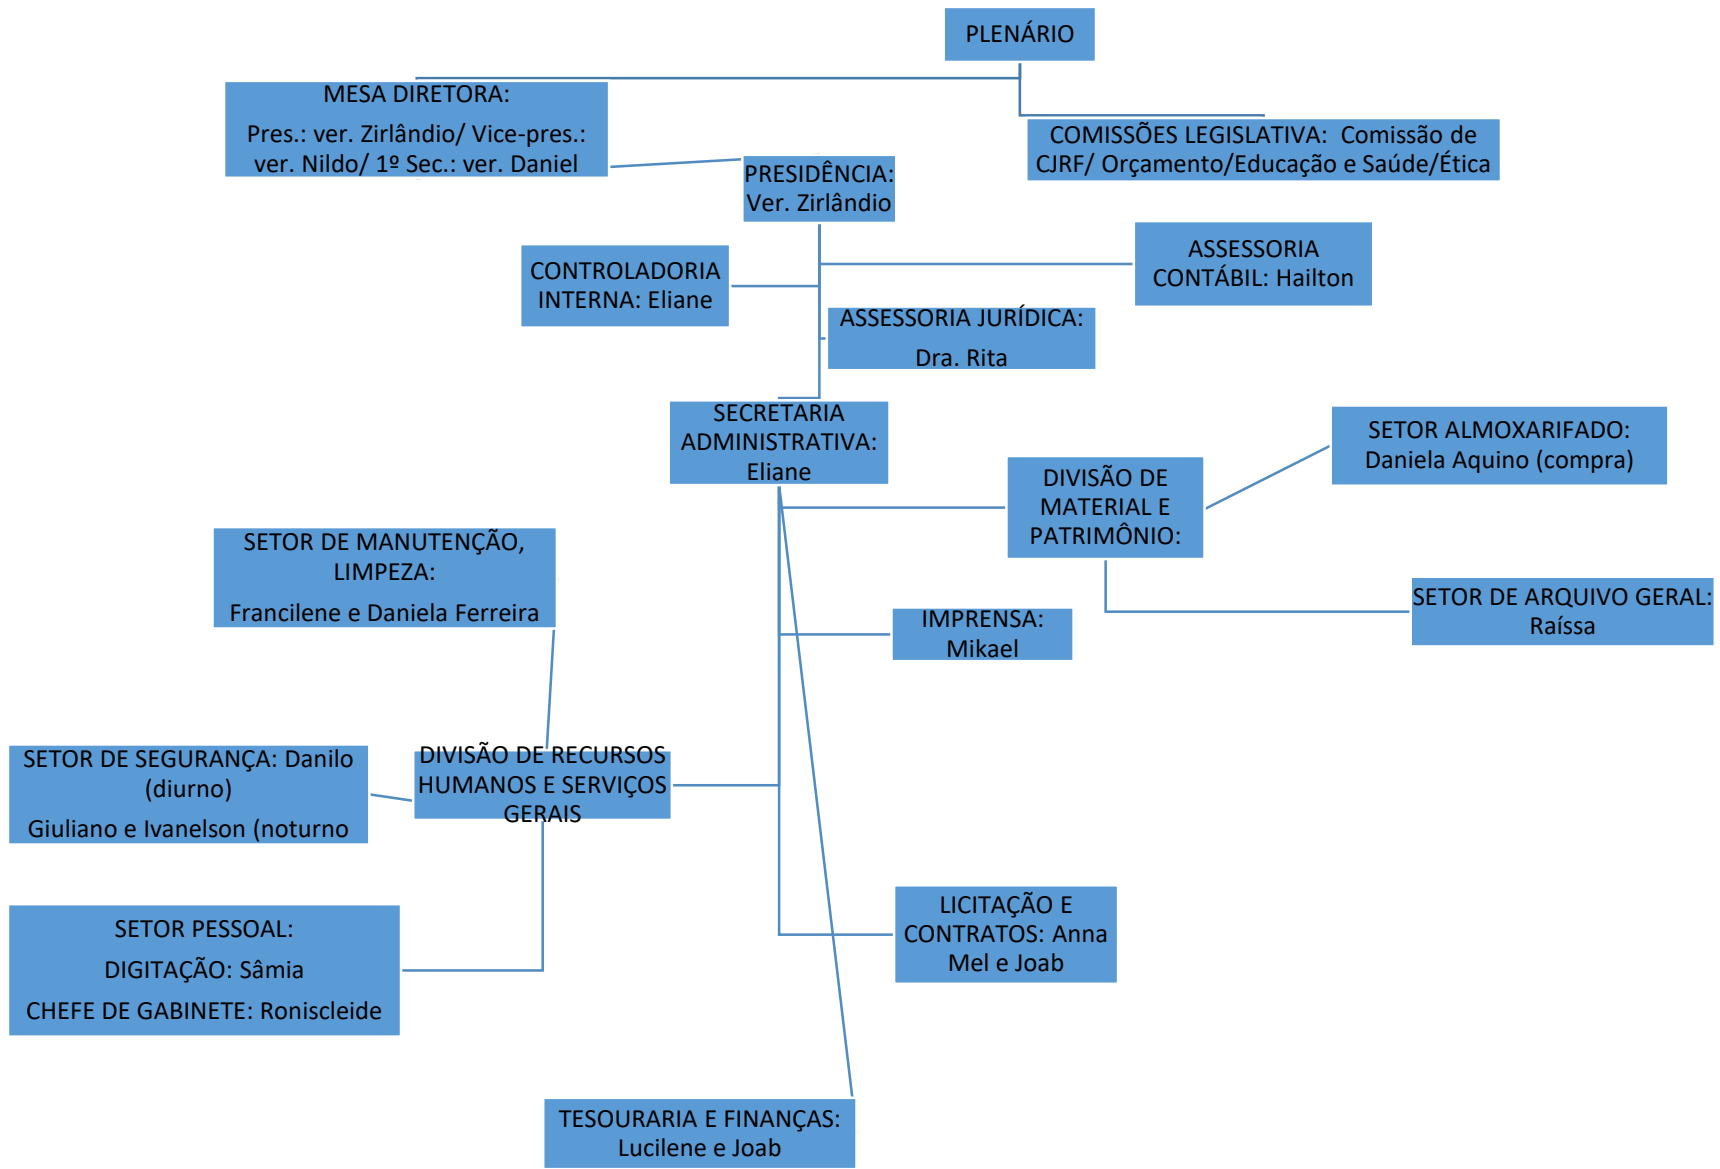 PLENÁRIO
MESA DIRETORA:
Pres.: ver. Zirlândio/ Vice-pres.:
ver. Nildo/ 1º Sec.: ver. Daniel
COMISSÕES LEGISLATIVA:  Comissão de
CJRF/ Orçamento/Educação e Saúde/Ética
PRESIDÊNCIA:
Ver. Zirlândio
CONTROLADORIA
INTERNA: Eliane
ASSESSORIA
CONTÁBIL: Hailton
ASSESSORIA JURÍDICA:
Dra. Rita
SECRETARIA
ADMINISTRATIVA:
Eliane
SETOR ALMOXARIFADO:
Daniela Aquino (compra)
DIVISÃO DE
MATERIAL E
PATRIMÔNIO:
SETOR DE MANUTENÇÃO,
LIMPEZA:
Francilene e Daniela Ferreira
SETOR DE ARQUIVO GERAL:
Raíssa
IMPRENSA:
Mikael
SETOR DE SEGURANÇA: Danilo
(diurno)
Giuliano e Ivanelson (noturno
DIVISÃO DE RECURSOS
HUMANOS E SERVIÇOS
GERAIS
SETOR PESSOAL:
DIGITAÇÃO: Sâmia
CHEFE DE GABINETE: Roniscleide
LICITAÇÃO E
CONTRATOS: Anna
Mel e Joab
TESOURARIA E FINANÇAS:
Lucilene e Joab